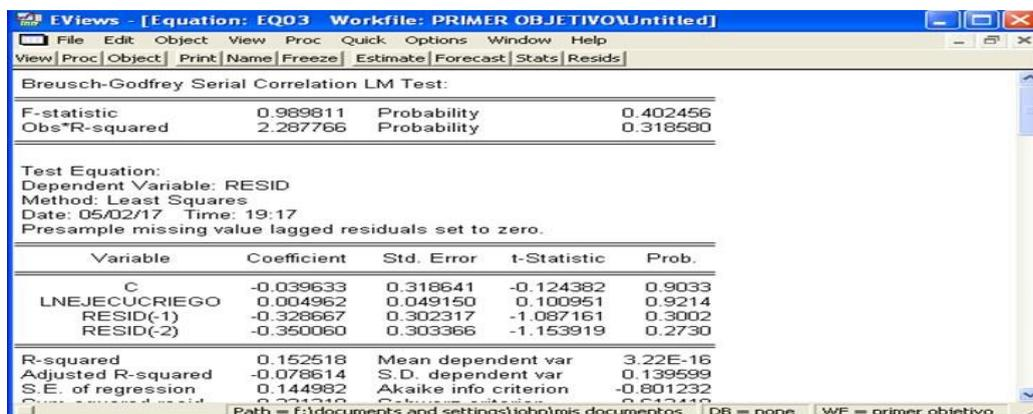 EViews - [Equation: EQ03 Workfile: PRIMER OBJETIVO\Untitled]
File Edit Object View Proc Quick Options Window Help
View Proc Object Print Name Freeze Estimate Forecast Stats Resids
Breusch-Godfrey Serial Correlation LM Test:
F-statistic 0.989811 Probability 0.402456
Obs*R-squared 2.287766 Probability 0.318580
Test Equation:
Dependent Variable: RESID
Method: Least Squares
Date: 05/02/17 Time: 19:17
Presample missing value lagged residuals set to zero.
Variable Coefficient Std. Error t-Statistic Prob.
C -0.039633 0.318641 -0.124382 0.9033
LNEJECUCRIEGO 0.004962 0.049150 0.100951 0.9214
RESID(-1) -0.328667 0.302317 -1.087161 0.3002
RESID(-2) -0.350060 0.303366 -1.153919 0.2730
R-squared 0.152518 Mean dependent var 3.22E-16
Adjusted R-squared -0.078614 S.D. dependent var 0.139599
S.E. of regression 0.144982 Akaike info criterion -0.801232
Path = f:\documents and settings\john\mis documentos DB = none WF = primer objetivo